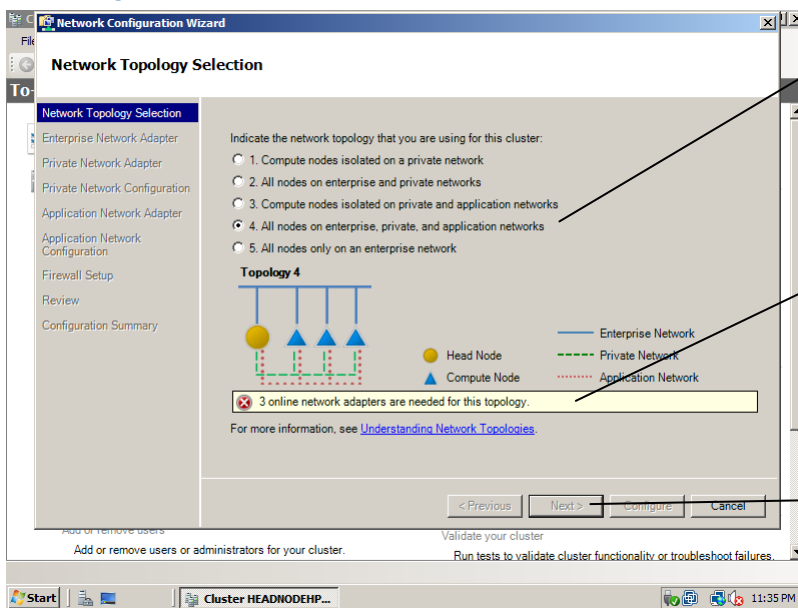 Network Configuration Wizard
File
Network Topology Selection
To-
Network Topology Selection
Enterprise Network Adapter
Private Network Adapter
Private Network Configuration
Application Network Adapter
Application Network
Configuration
Firewall Setup
Review
Configuration Summary
Indicate the network topology that you are using for this cluster:
1. Compute nodes isolated on a private network
2. All nodes on enterprise and private networks
3. Compute nodes isolated on private and application networks
4. All nodes on enterprise, private, and application networks
5. All nodes only on an enterprise network
Topology 4
Head Node
Compute Node
Enterprise Network
Private Network
Application Network
3 online network adapters are needed for this topology.
For more information, see Understanding Network Topologies.
< Previous
Next >
Configure
Cancel
Add or remove users
Add or remove users or administrators for your cluster.
Validate your cluster
Run tests to validate cluster functionality or troubleshoot failures.
Start
Cluster HEADNODEHP...
11:35 PM